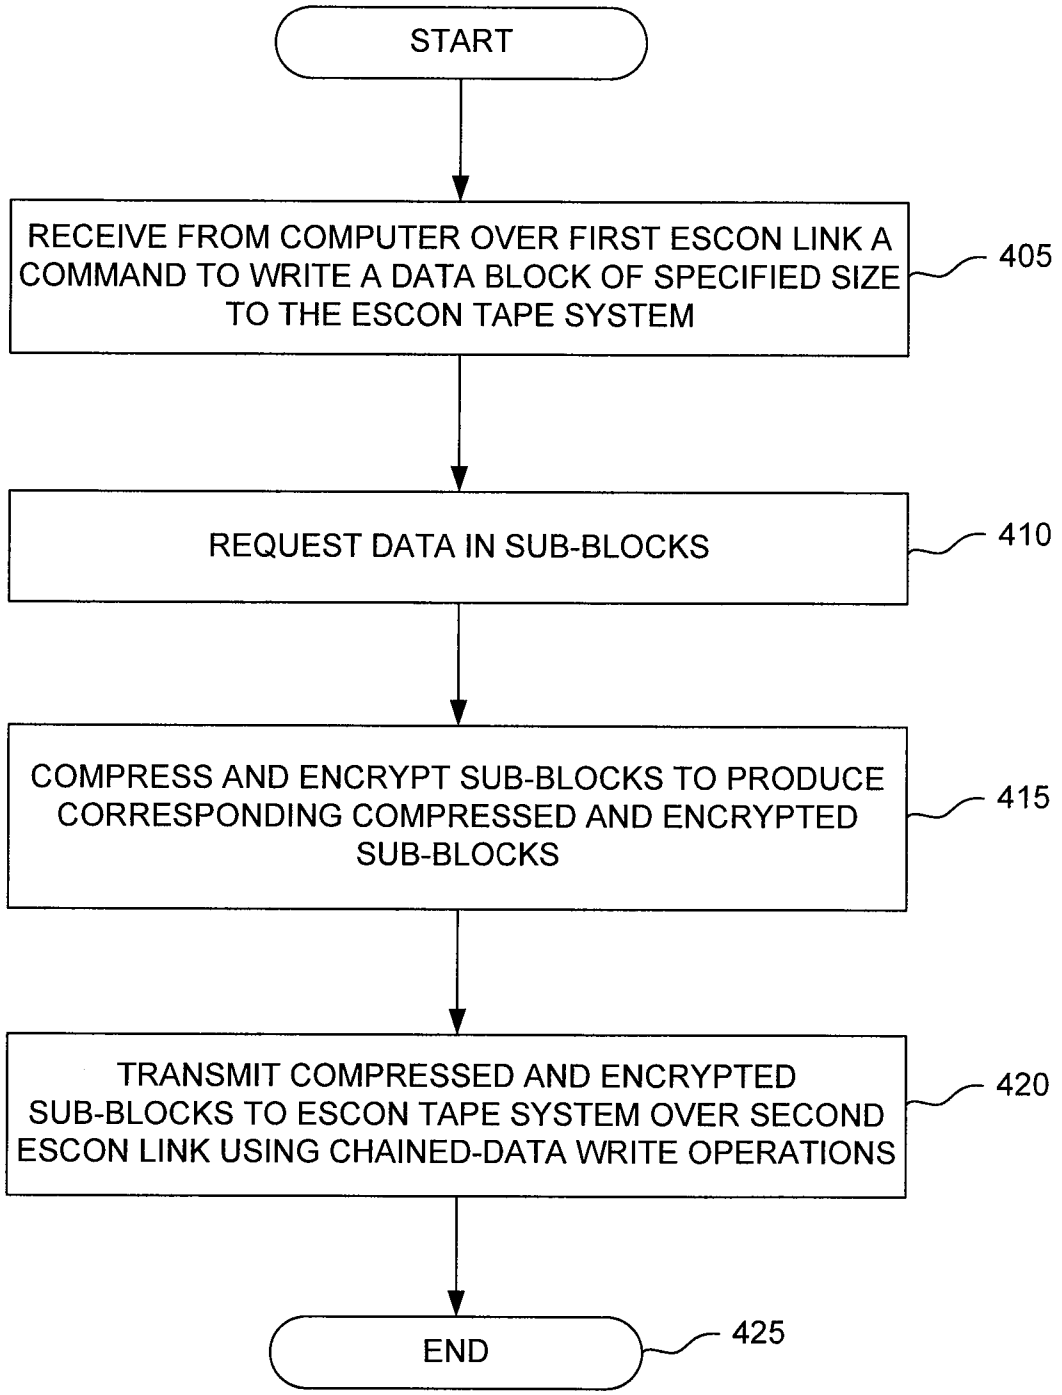 START
RECEIVE FROM COMPUTER OVER FIRST ESCON LINK A
COMMAND TO WRITE A DATA BLOCK OF SPECIFIED SIZE
TO THE ESCON TAPE SYSTEM
405
REQUEST DATA IN SUB-BLOCKS
410
COMPRESS AND ENCRYPT SUB-BLOCKS TO PRODUCE
CORRESPONDING COMPRESSED AND ENCRYPTED
SUB-BLOCKS
415
TRANSMIT COMPRESSED AND ENCRYPTED
SUB-BLOCKS TO ESCON TAPE SYSTEM OVER SECOND
ESCON LINK USING CHAINED-DATA WRITE OPERATIONS
420
END
425